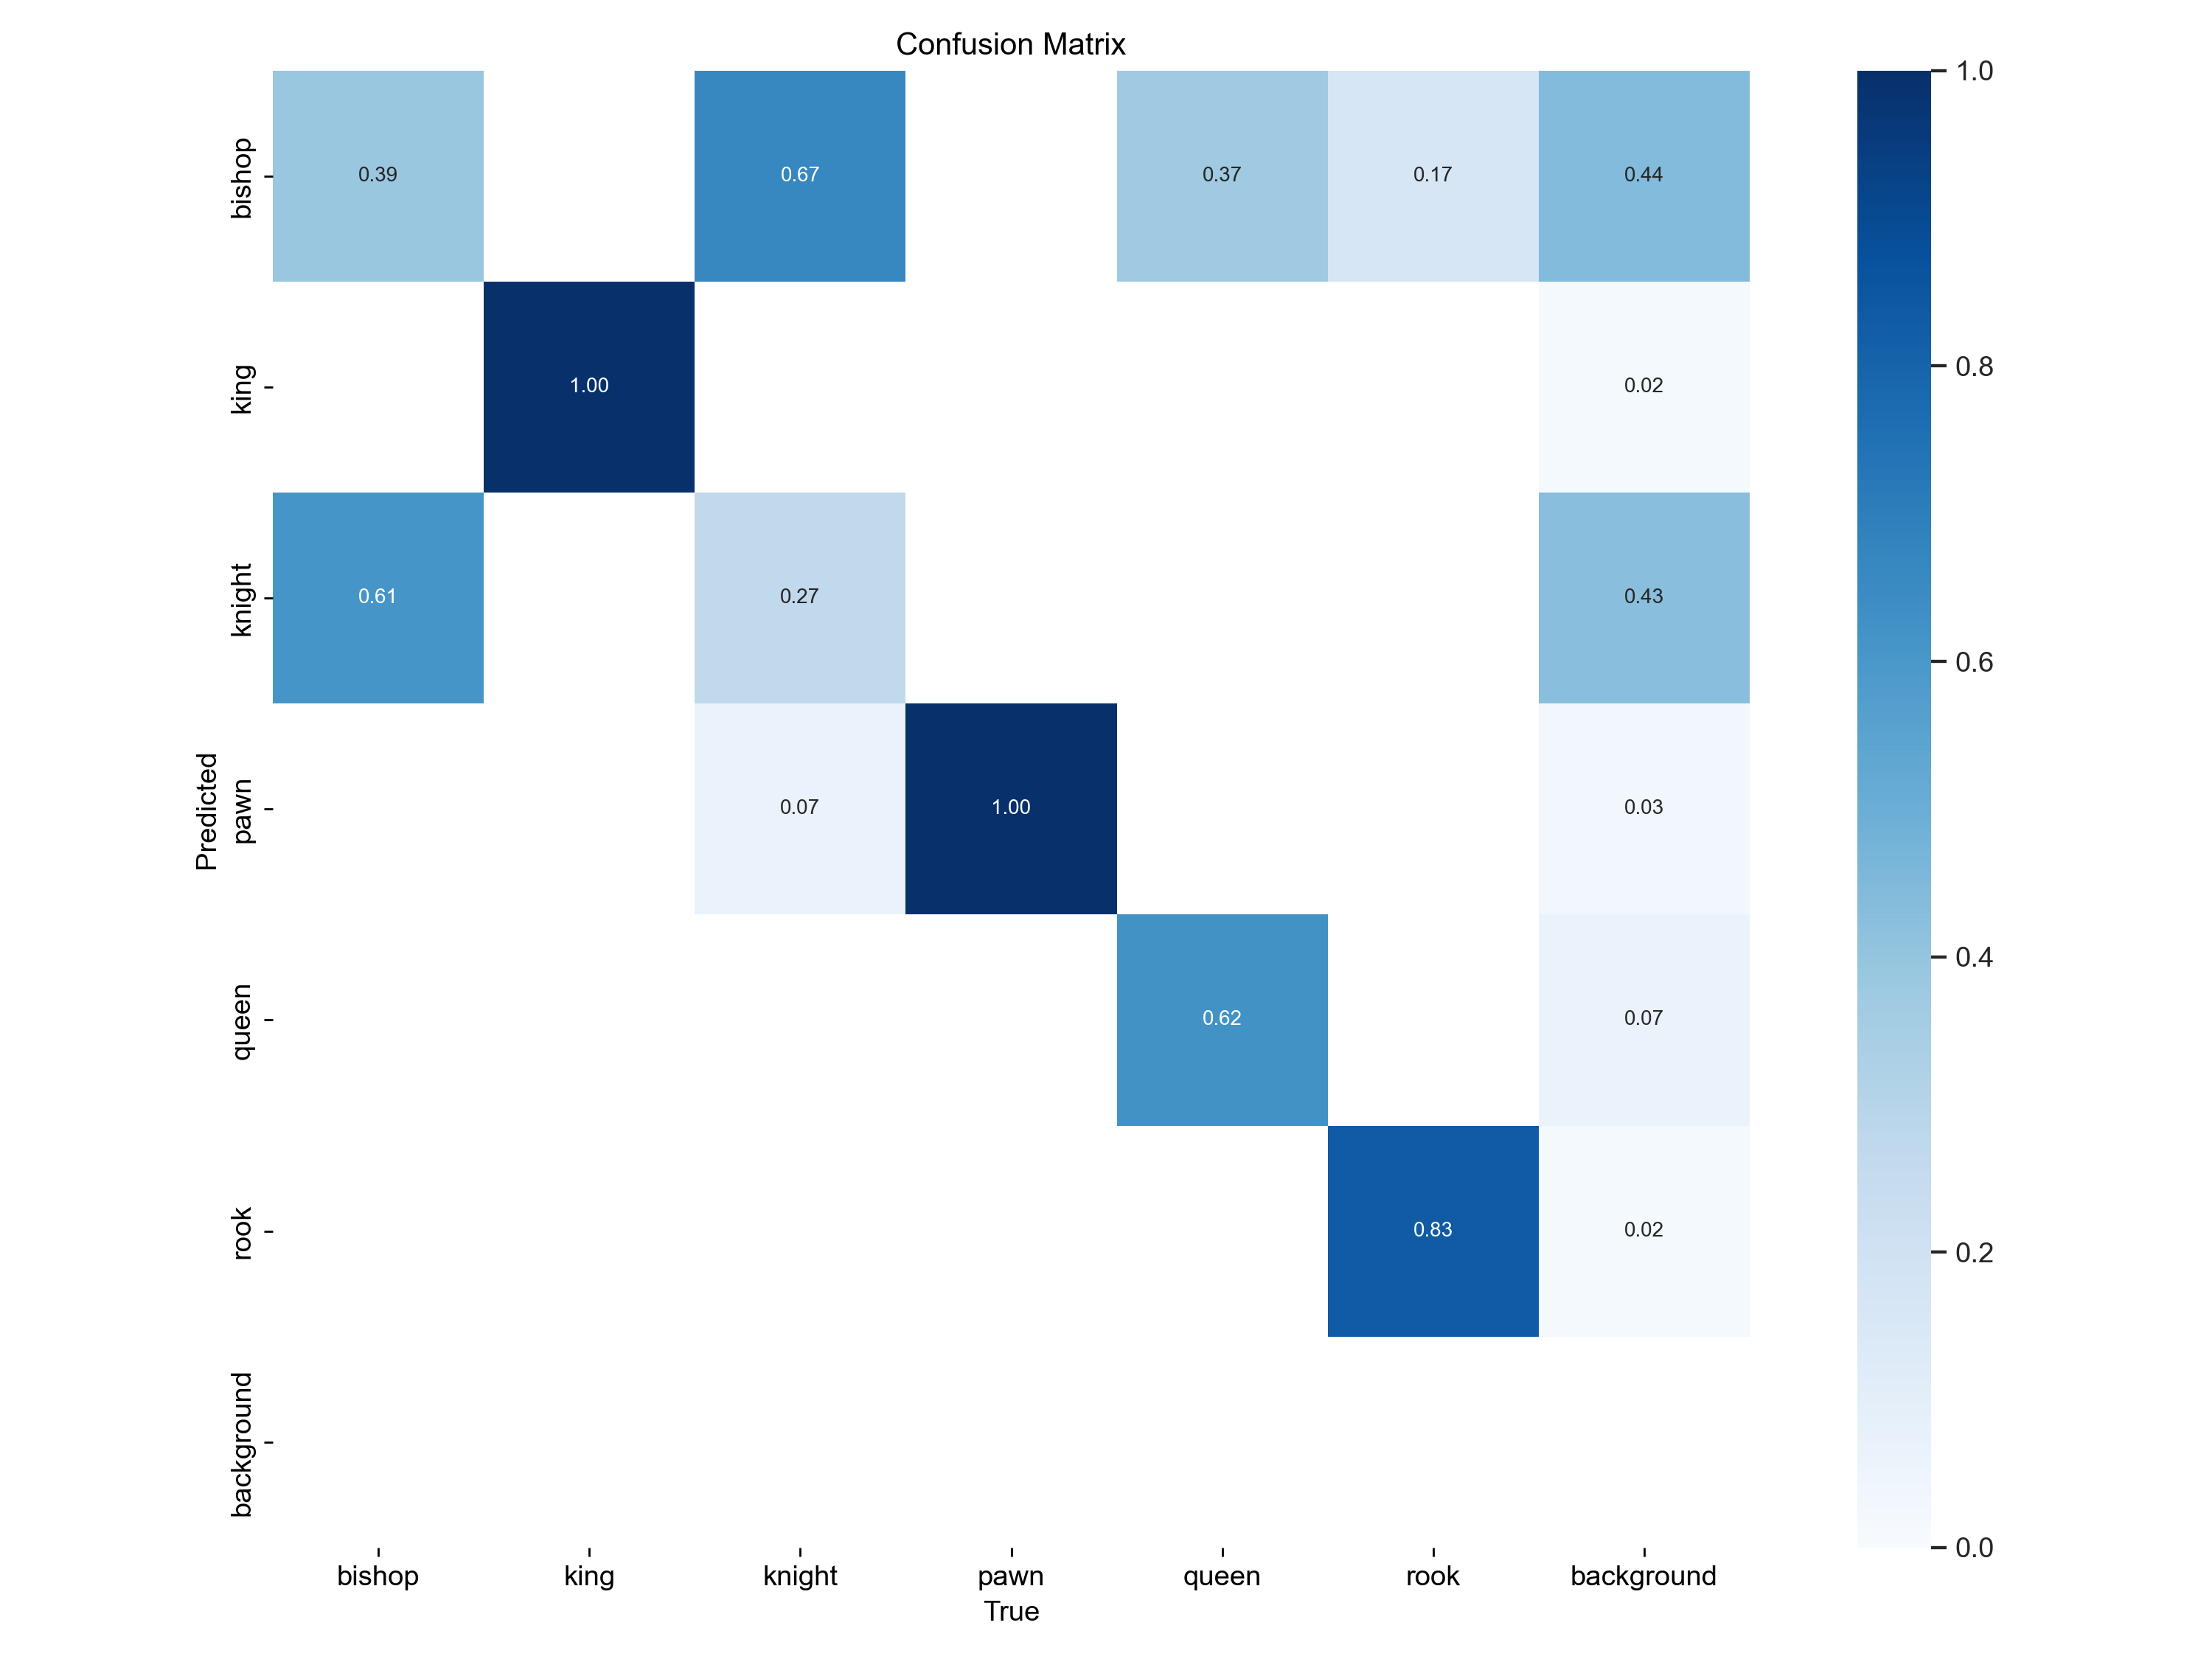 Confusion Matrix
bishop
0.39
0.67
0.37
0.17
0.44
1.0
king
1.00
0.02
0.8
knight
0.61
0.27
0.43
0.6
Predicted
pawn
0.07
1.00
0.03
queen
0.62
0.07
0.4
rook
0.83
0.02
0.2
background
0.0
bishop king knight pawn queen rook background
True